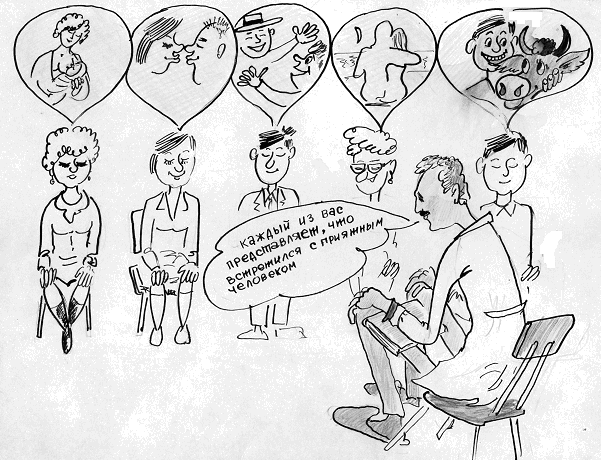 каждый из вас
представляет, что
встретился с приятным
человеком